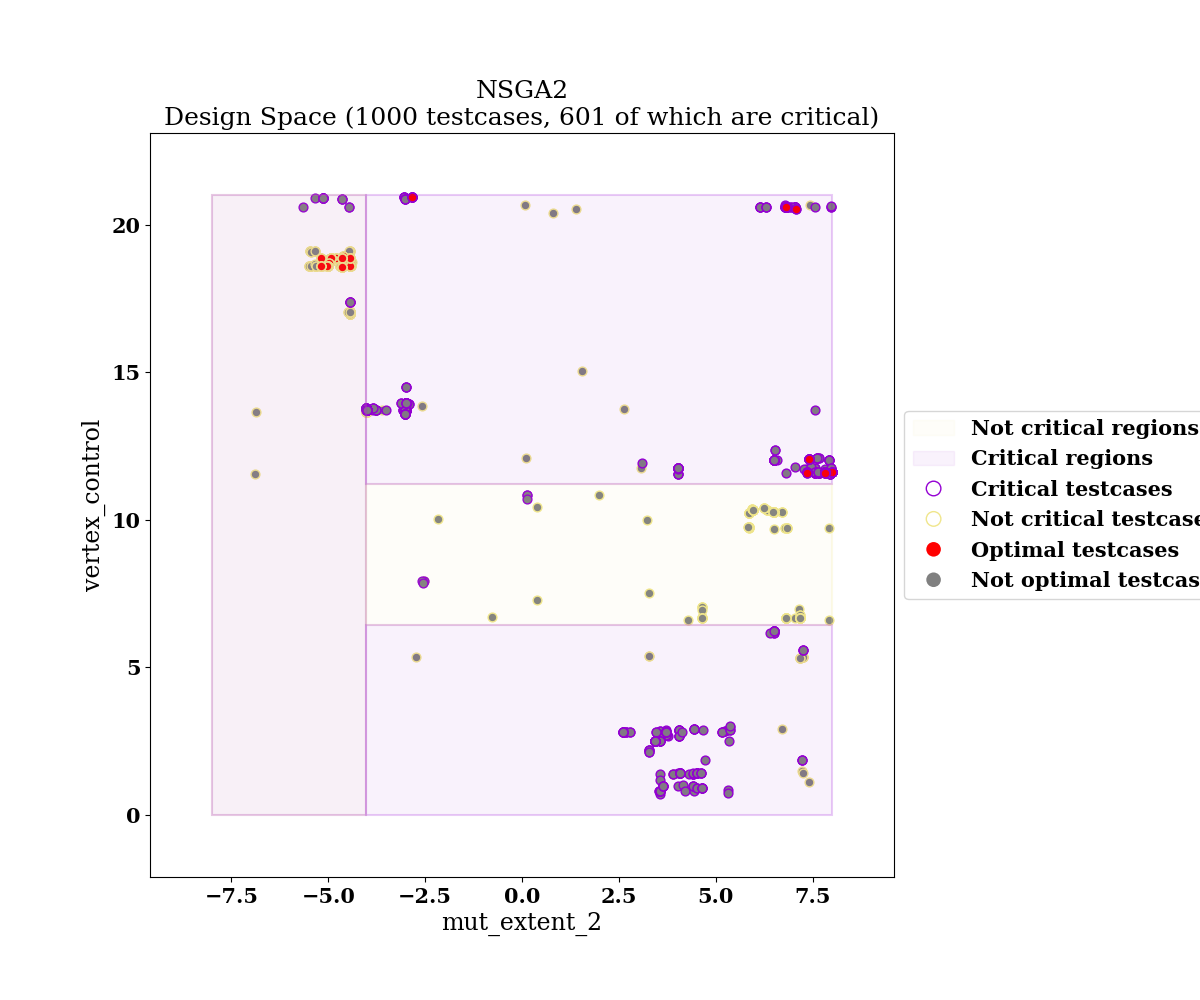 NSGA2
Design Space (1000 testcases, 601 of which are critical)
20
15
10
5
0
vertex_control
−7.5
−5.0
−2.5
0.0
2.5
5.0
7.5
mut_extent_2
Not critical regions
Critical regions
Critical testcases
Not critical testcase
Optimal testcases
Not optimal testcas